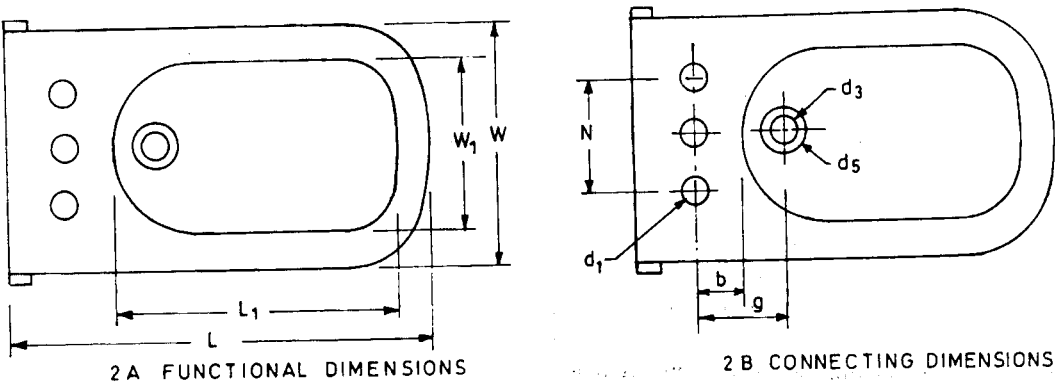 W₁
W
L₁
L
2A FUNCTIONAL DIMENSIONS
N
d₃
d₅
d₁
b
g
2B CONNECTING DIMENSIONS